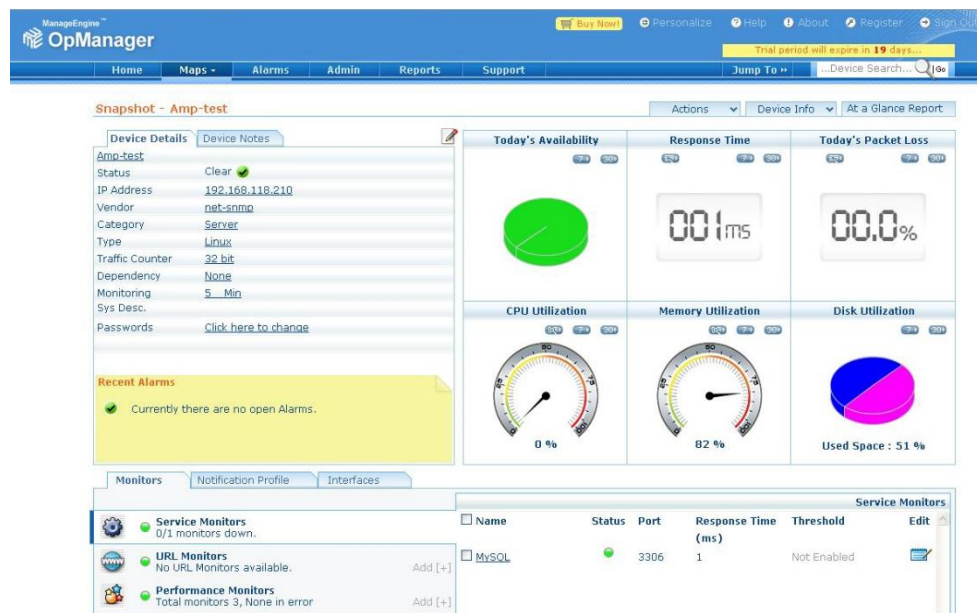 ManageEngine™
OpManager
Buy Now!
Personalize
Help
About
Register
Sign Out
Trial period will expire in 19 days...
Home
Maps
Alarms
Admin
Reports
Support
Jump To »
...Device Search...
Go
Snapshot - Amp-test
Actions
Device Info
At a Glance Report
Device Details
Device Notes
Amp-test
Status Clear
IP Address 192.168.118.210
Vendor net-snmp
Category Server
Type Linux
Traffic Counter 32 bit
Dependency None
Monitoring 5 Min
Sys Desc.
Passwords Click here to change
Recent Alarms
Currently there are no open Alarms.
Today's Availability
Response Time
001 ms
Today's Packet Loss
00.0%
CPU Utilization
50
0 %
Memory Utilization
50
82 %
Disk Utilization
Used Space : 51 %
Monitors
Notification Profile
Interfaces
Service Monitors
0/1 monitors down.
URL Monitors
No URL Monitors available.
Add [+]
Performance Monitors
Total monitors 3, None in error
Add [+]
Service Monitors
Name Status Port Response Time (ms) Threshold Edit
MySQL 3306 1 Not Enabled